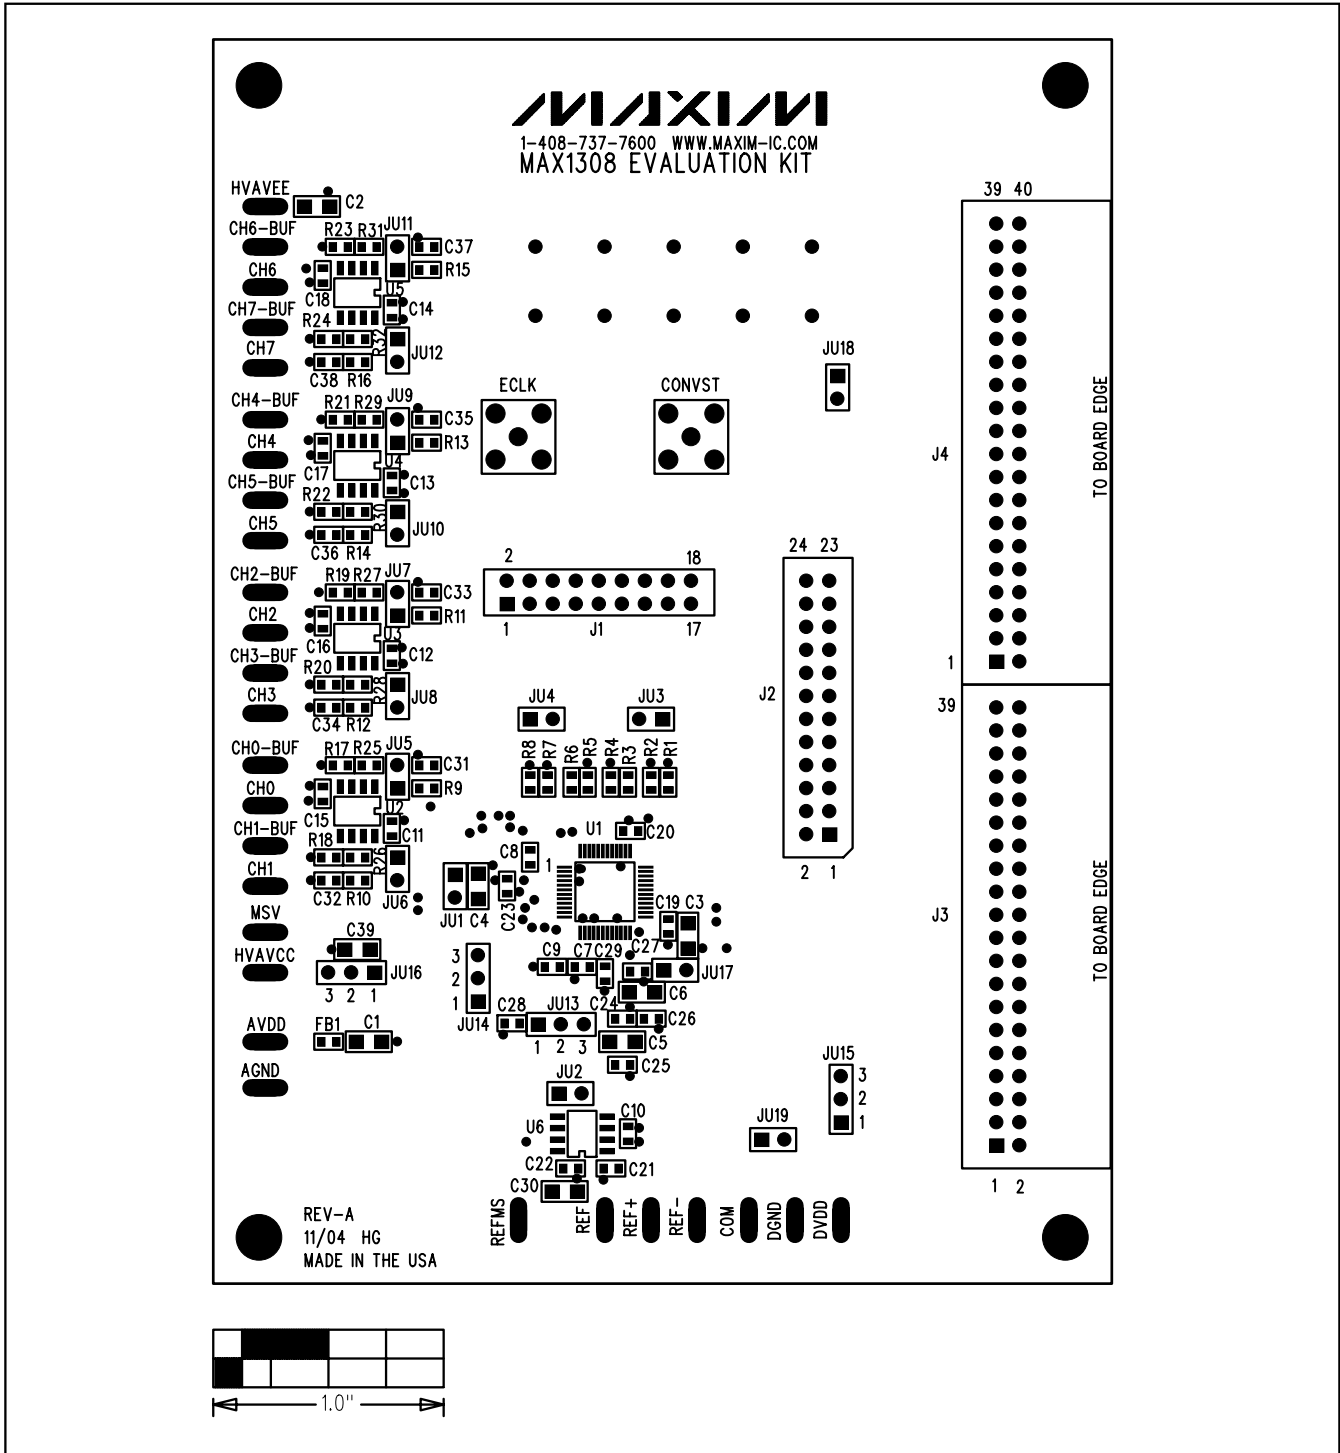 MAXIM
1-408-737-7600 WWW.MAXIM-IC.COM
MAX1308 EVALUATION KIT
HVAVEE
C2
39 40
CH6-BUF
R23 R31 JU11
C37
CH6
R15
C18
U5
C14
CH7-BUF
R24
R32
CH7
JU12
JU18
C38 R16
ECLK
CONVST
TO BOARD EDGE
CH4-BUF
R21 R29 JU9
C35
CH4
R13
J4
C17
U4
C13
CH5-BUF
R22
R30
CH5
JU10
C36 R14
2
18
24 23
CH2-BUF
R19 R27 JU7
C33
CH2
R11
1
J1
17
C16
U3
C12
CH3-BUF
R20
R28
1
CH3
JU8
JU4
JU3
J2
39
C34 R12
CH0-BUF
R17 R25 JU5
C31
R8
R7
R6
R5
R4
R3
R2
R1
CH0
R9
C15
U2
C11
U1
C20
CH1-BUF
R18
R26
C8
1
2 1
CH1
C32 R10
JU6
JU1 C4
C23
C19 C3
J3
TO BOARD EDGE
MSV
C39
HVAVCC
JU16
3 2 1
3
2
1
JU14
C9 C7 C29
C27
JU17
C6
C28
JU13
C24
C26
1 2 3
AVDD
FB1 C1
C5
C25
AGND
JU2
JU15
3
2
1
U6
C10
JU19
C22
C21
C30
1 2
REFMS
REF
REF+
REF-
COM
DGND
DVDD
REV-A
11/04 HG
MADE IN THE USA
1.0"